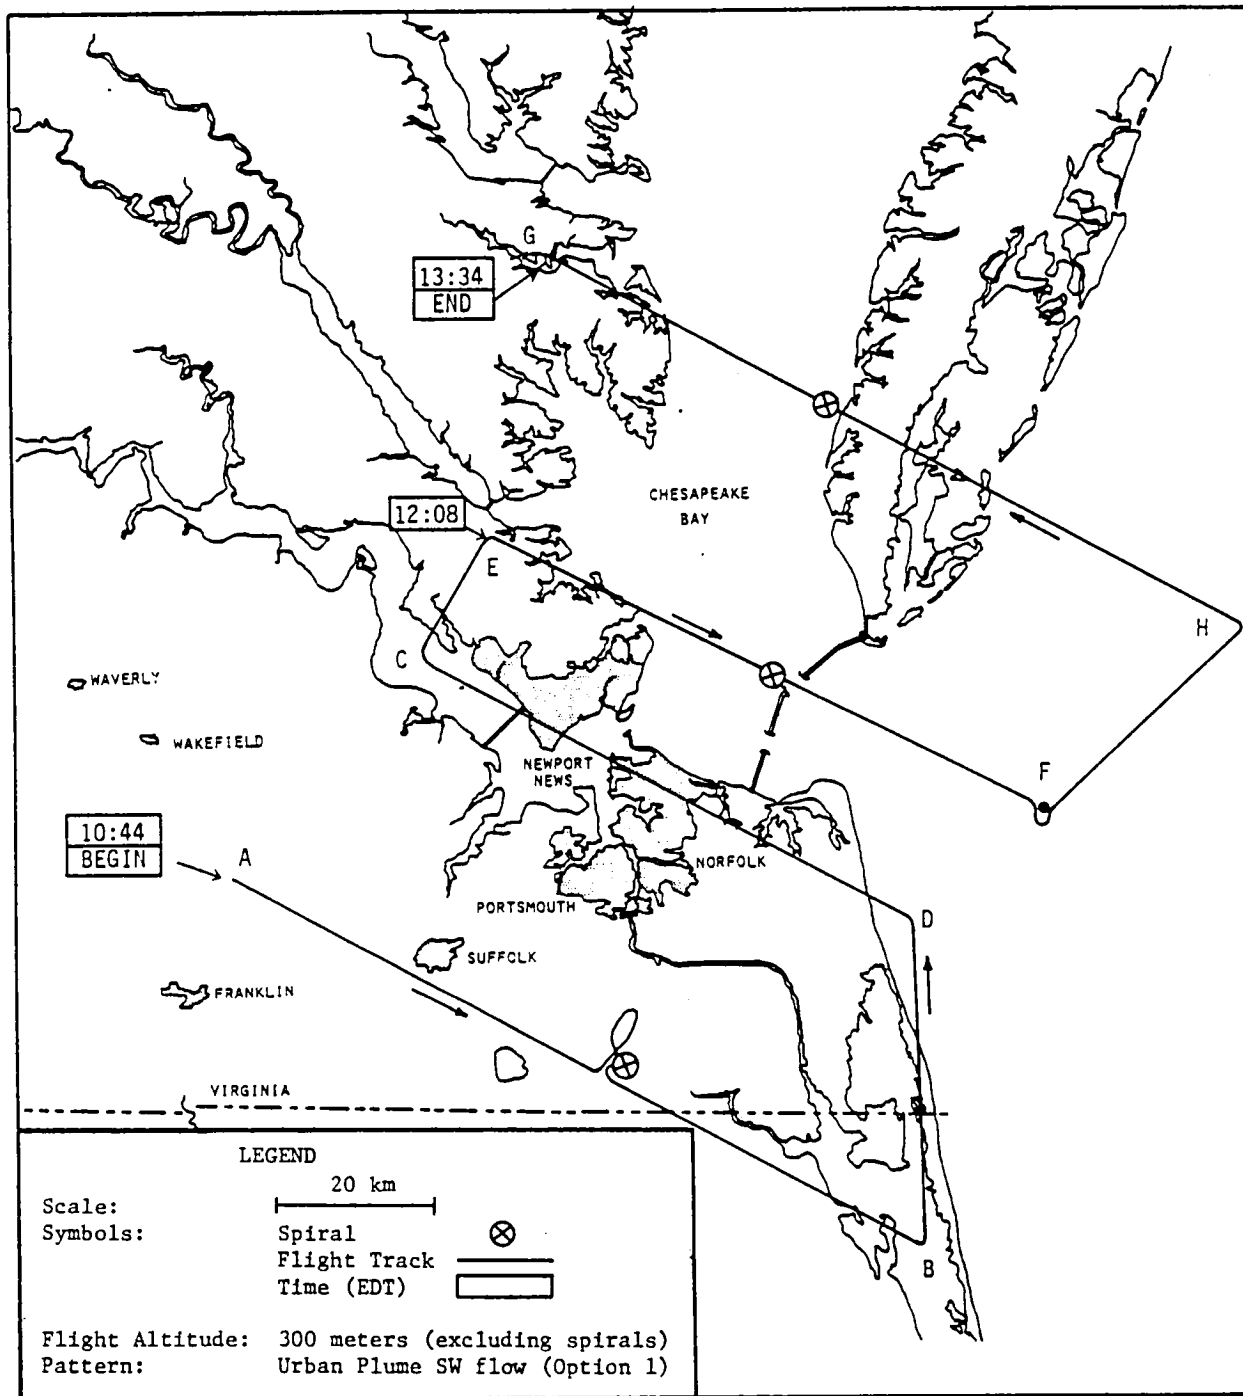 G
13:34
END
CHESAPEAKE
BAY
12:08
E
H
C
WAVERLY
WAKEFIELD
NEWPORT
NEWS
F
10:44
BEGIN
A
NORFOLK
PORTSMOUTH
D
SUFFOLK
FRANKLIN
VIRGINIA
B
LEGEND
Scale: 20 km
Symbols: Spiral
Flight Track
Time (EDT)
Flight Altitude: 300 meters (excluding spirals)
Pattern: Urban Plume SW flow (Option 1)